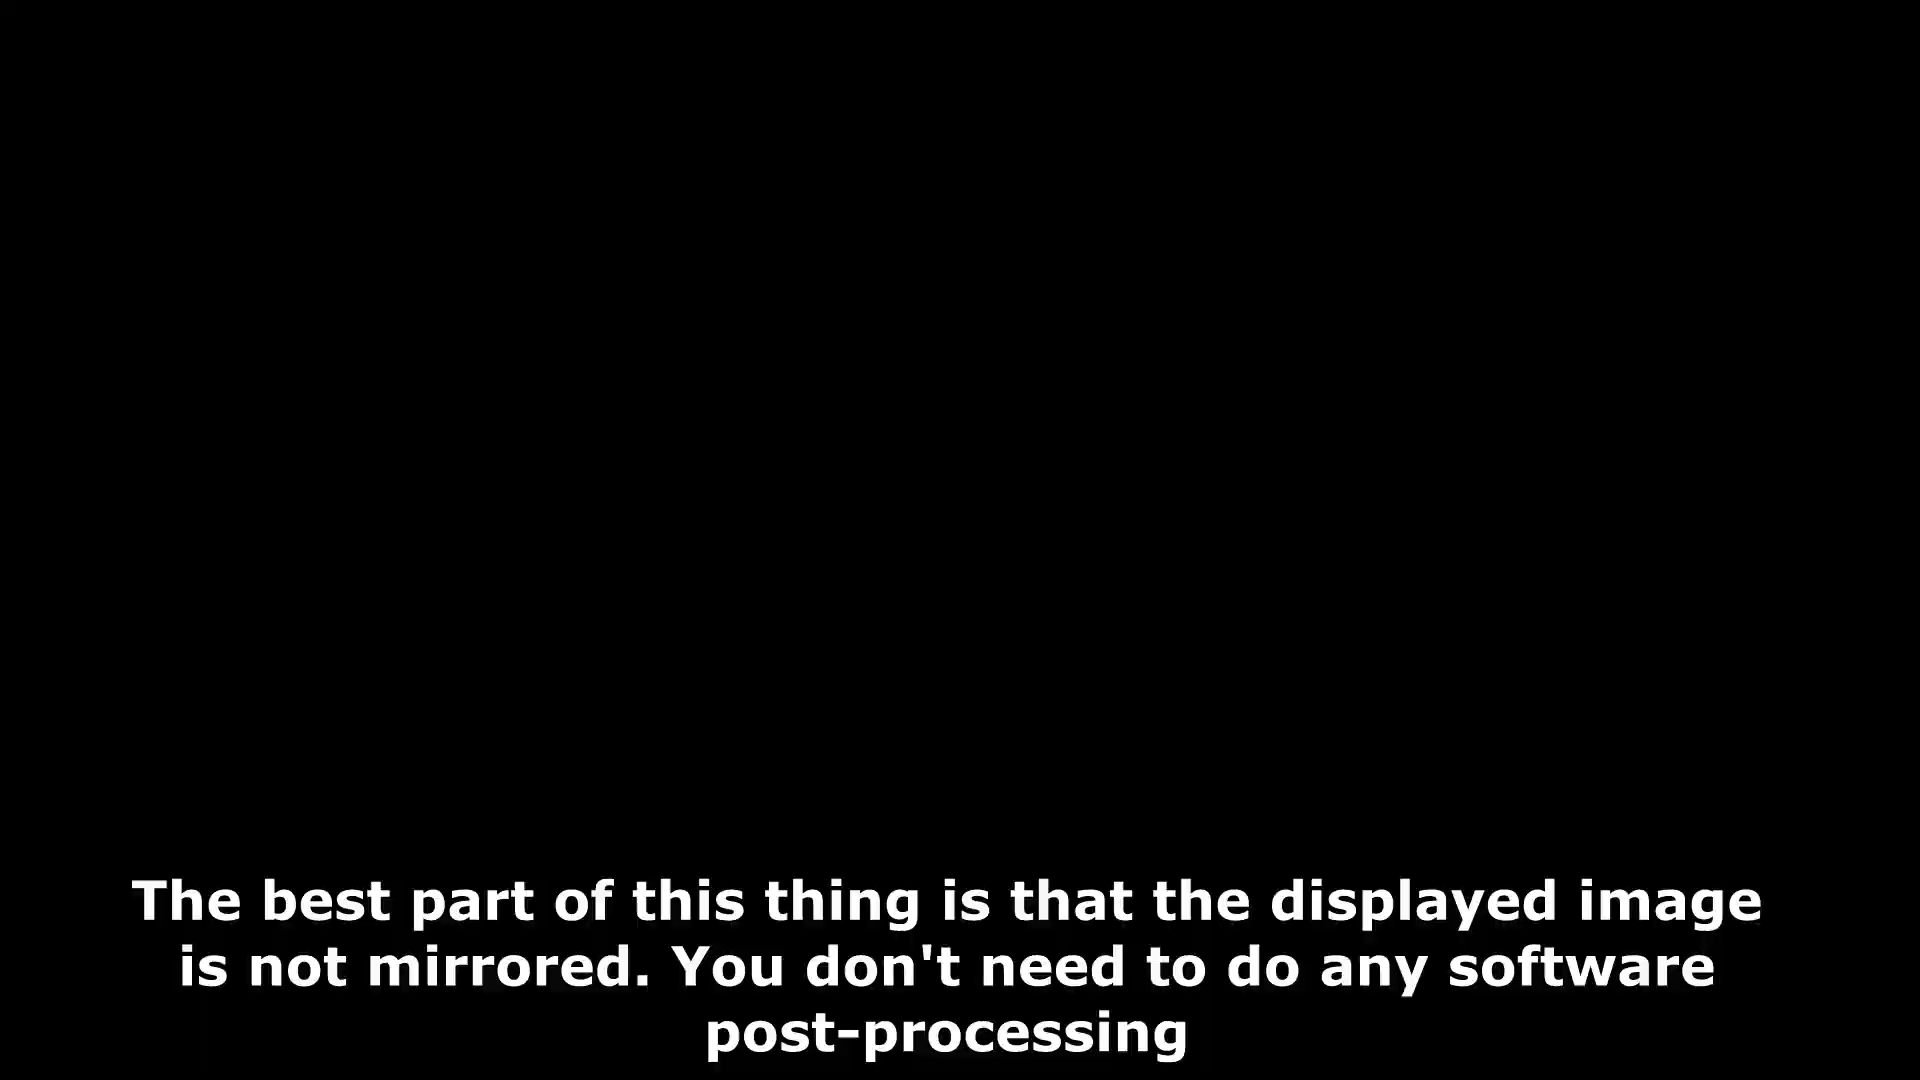 The best part of this thing is that the displayed image
is not mirrored. You don't need to do any software
post-processing